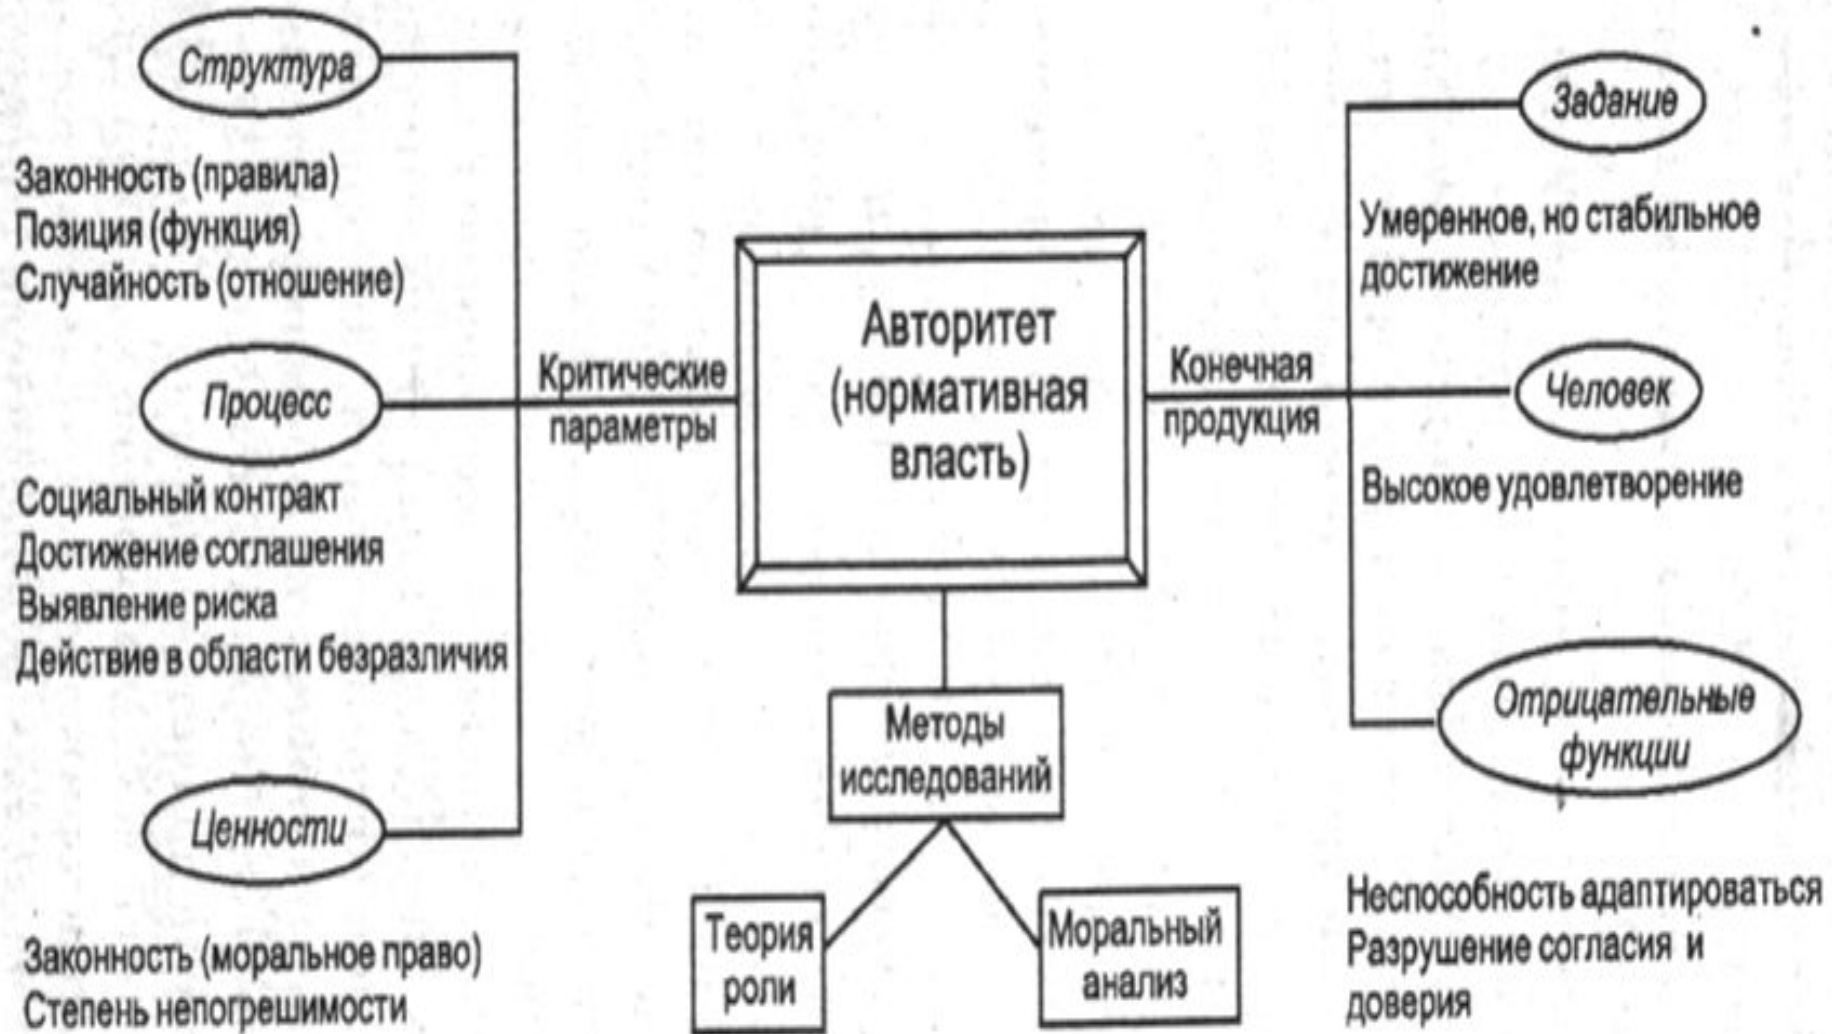 Структура
Законность (правила)
Позиция (функция)
Случайность (отношение)
Процесс
Социальный контракт
Достижение соглашения
Выявление риска
Действие в области безразличия
Ценности
Законность (моральное право)
Степень непогрешимости
Критические
параметры
Авторитет
(нормативная
власть)
Методы
исследований
Теория
роли
Моральный
анализ
Конечная
продукция
Задание
Умеренное, но стабильное
достижение
Человек
Высокое удовлетворение
Отрицательные
функции
Неспособность адаптироваться
Разрушение согласия и
доверия